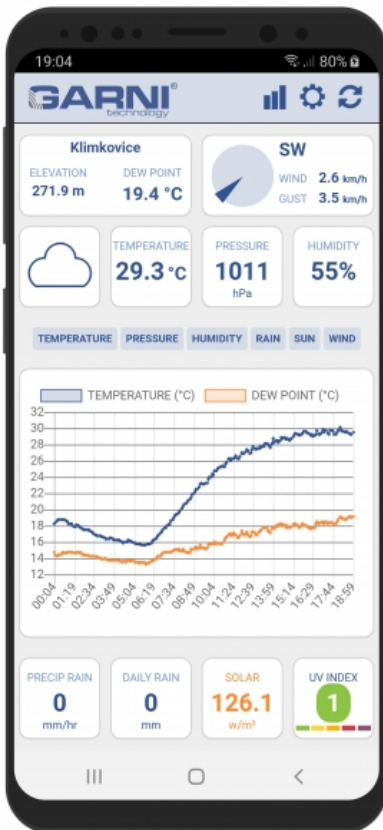 19:04 80%
GARNI®
technology
Klimkovice
ELEVATION DEW POINT
271.9 m 19.4 °C
SW
WIND 2.6 km/h
GUST 3.5 km/h
TEMPERATURE
29.3 °C
PRESSURE
1011
hPa
HUMIDITY
55%
TEMPERATURE PRESSURE HUMIDITY RAIN SUN WIND
TEMPERATURE (°C) DEW POINT (°C)
32
30
28
26
24
22
20
18
16
14
12
00:04 01:19 02:34 03:49 05:04 06:19 07:34 08:49 10:04 11:24 12:39 13:59 15:14 16:29 17:44 18:59
PRECIP RAIN
0
mm/hr
DAILY RAIN
0
mm
SOLAR
126.1
w/m²
UV INDEX
1